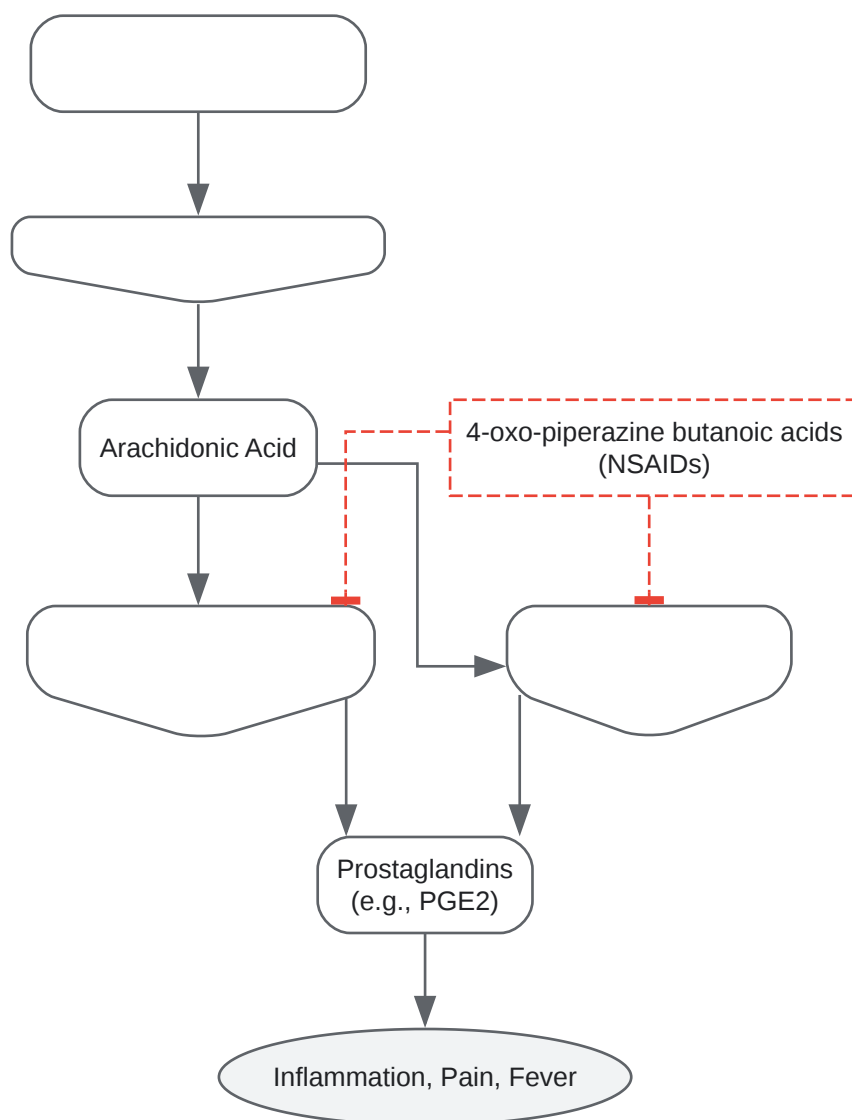 Arachidonic Acid
4-oxo-piperazine butanoic acids
(NSAIDs)
Prostaglandins
(e.g., PGE2)
Inflammation, Pain, Fever